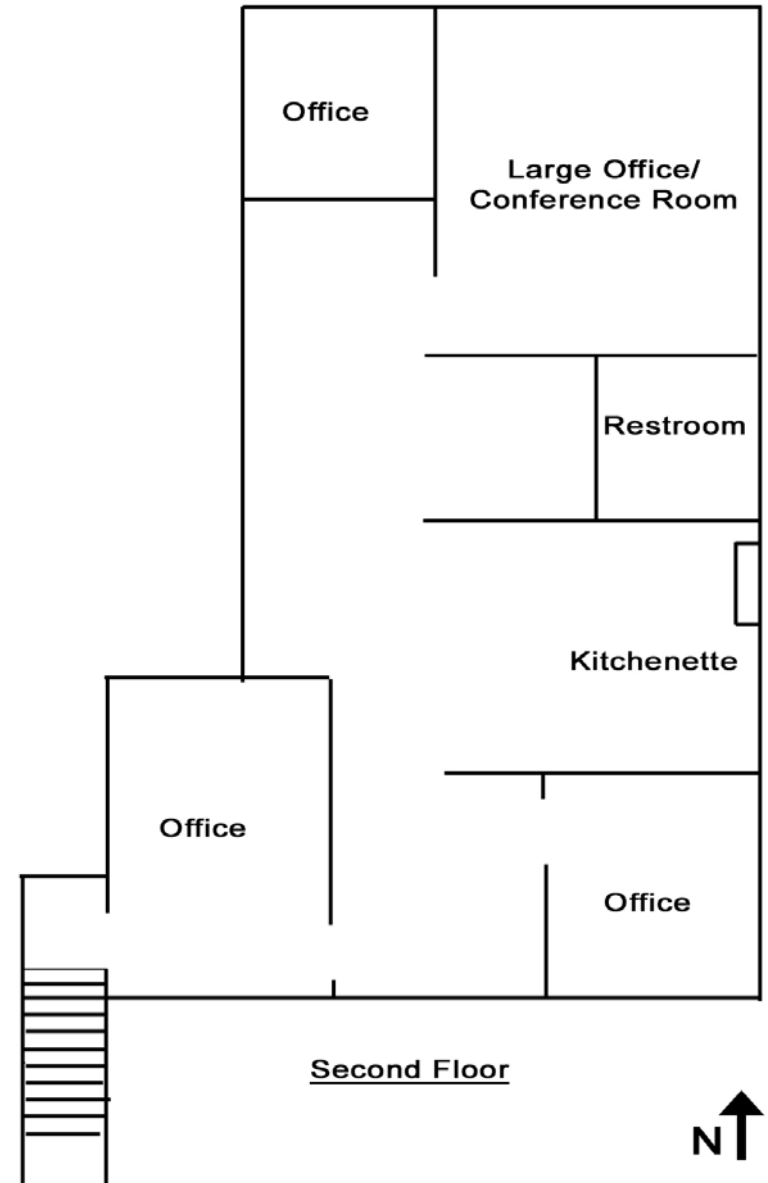 Office
Large Office/
Conference Room
Restroom
Kitchenette
Office
Office
Second Floor
N